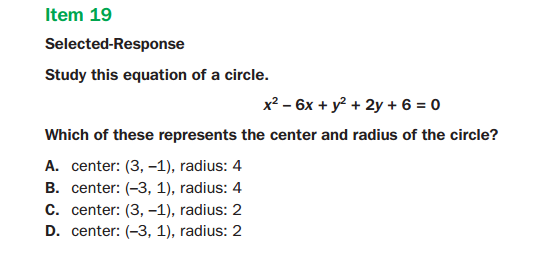 Item 19
Selected-Response
Study this equation of a circle.
x² – 6x + y² + 2y + 6 = 0
Which of these represents the center and radius of the circle?
A. center: (3, –1), radius: 4
B. center: (–3, 1), radius: 4
C. center: (3, –1), radius: 2
D. center: (–3, 1), radius: 2